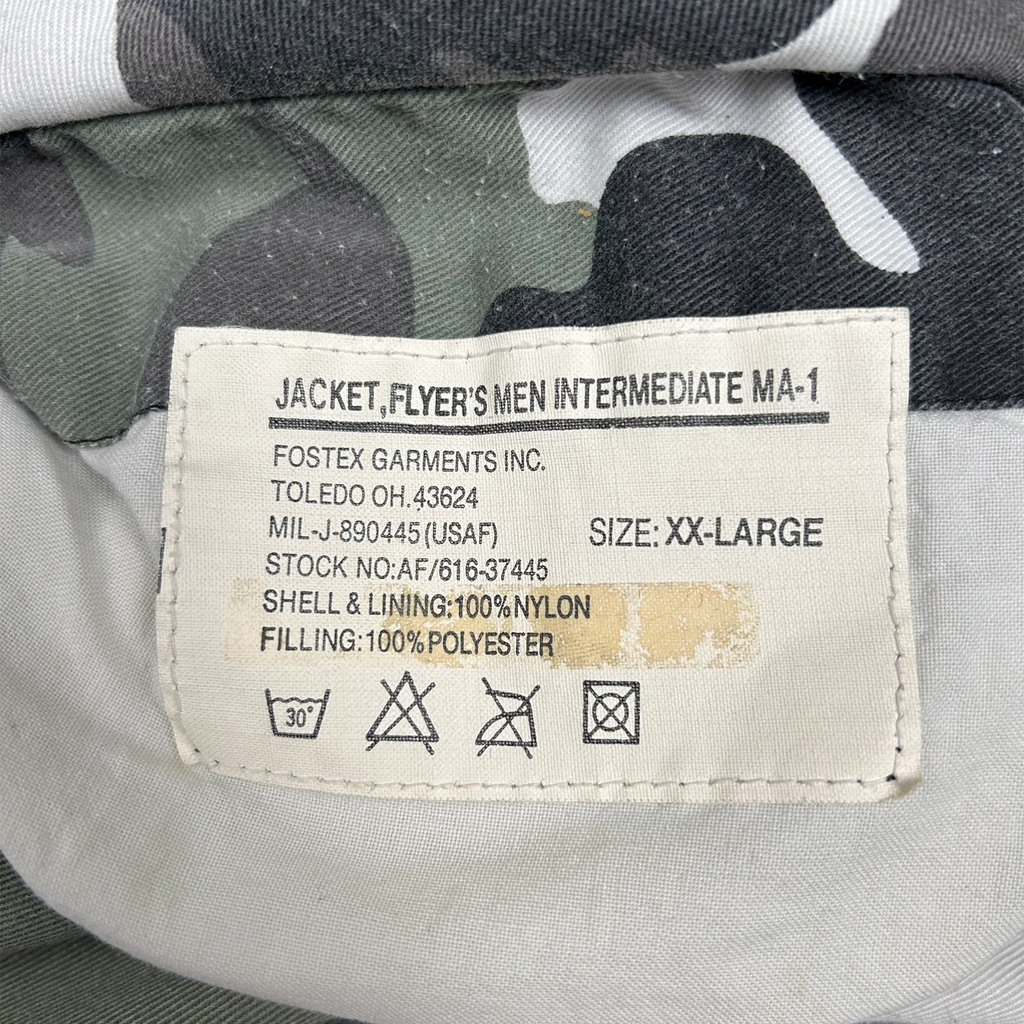 JACKET,FLYER'S MEN INTERMEDIATE MA-1
FOSTEX GARMENTS INC.
TOLEDO OH.43624
MIL-J-890445(USAF) SIZE: XX-LARGE
STOCK NO:AF/616-37445
SHELL & LINING:100%NYLON
FILLING:100%POLYESTER
30°